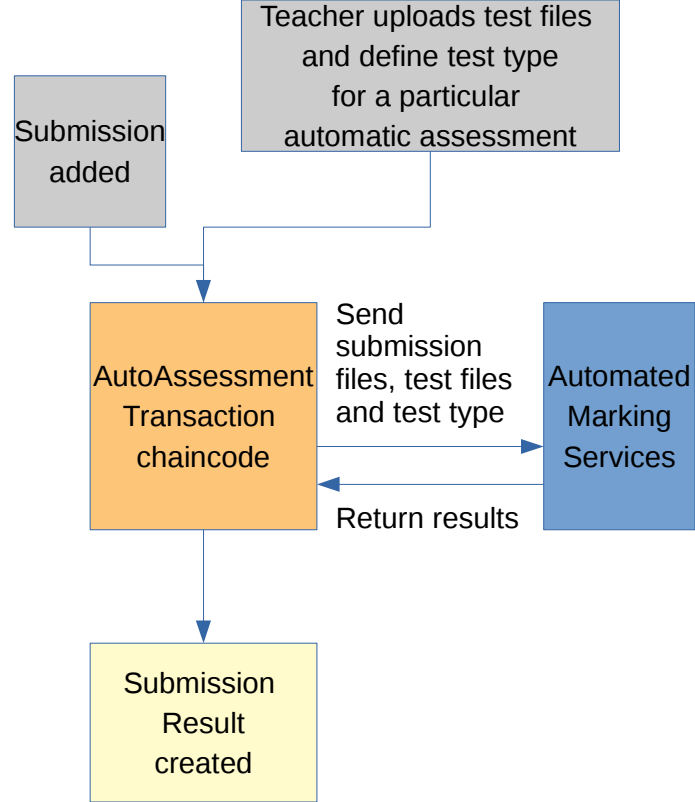 Teacher uploads test files
and define test type
for a particular
automatic assessment
Submission
added
AutoAssessment
Transaction
chaincode
Send
submission
files, test files
and test type
Return results
Automated
Marking
Services
Submission
Result
created